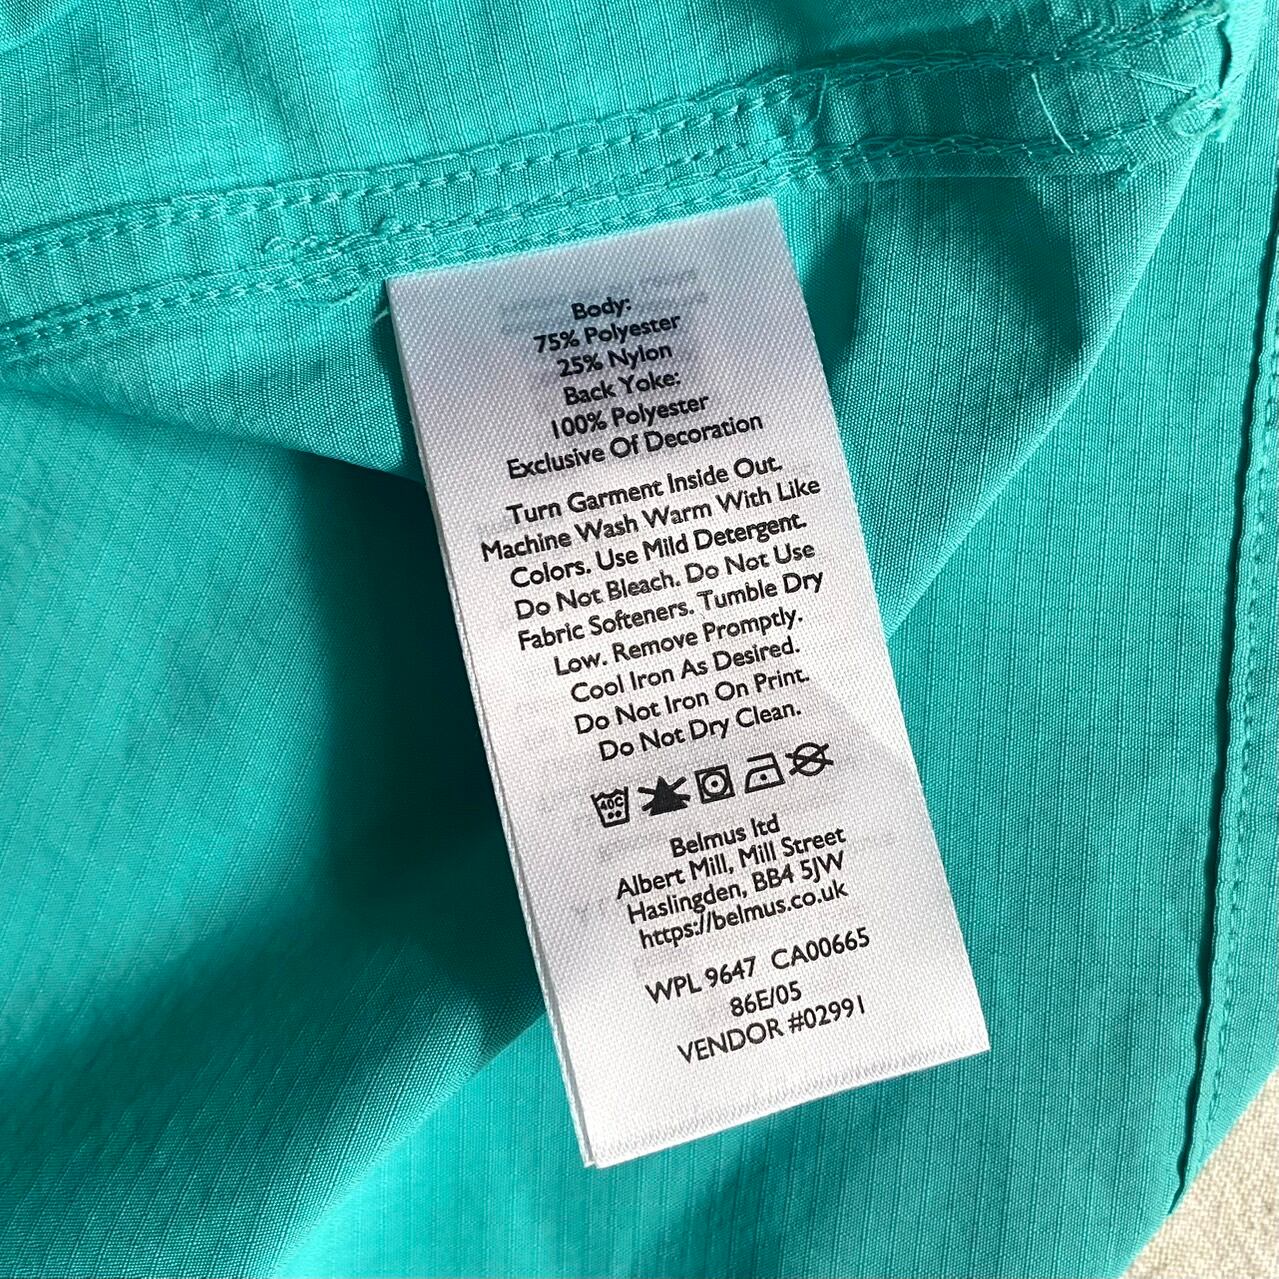 Body:
75% Polyester
25% Nylon
Back Yoke:
100% Polyester
Exclusive Of Decoration
Turn Garment Inside Out.
Machine Wash Warm With Like
Colors. Use Mild Detergent.
Do Not Bleach. Do Not Use
Fabric Softeners. Tumble Dry
Low. Remove Promptly.
Cool Iron As Desired.
Do Not Iron On Print.
Do Not Dry Clean.
40C
Belmus ltd
Albert Mill, Mill Street
Haslingden, BB4 5JW
https://belmus.co.uk
WPL 9647 CA00665
86E/05
VENDOR #02991